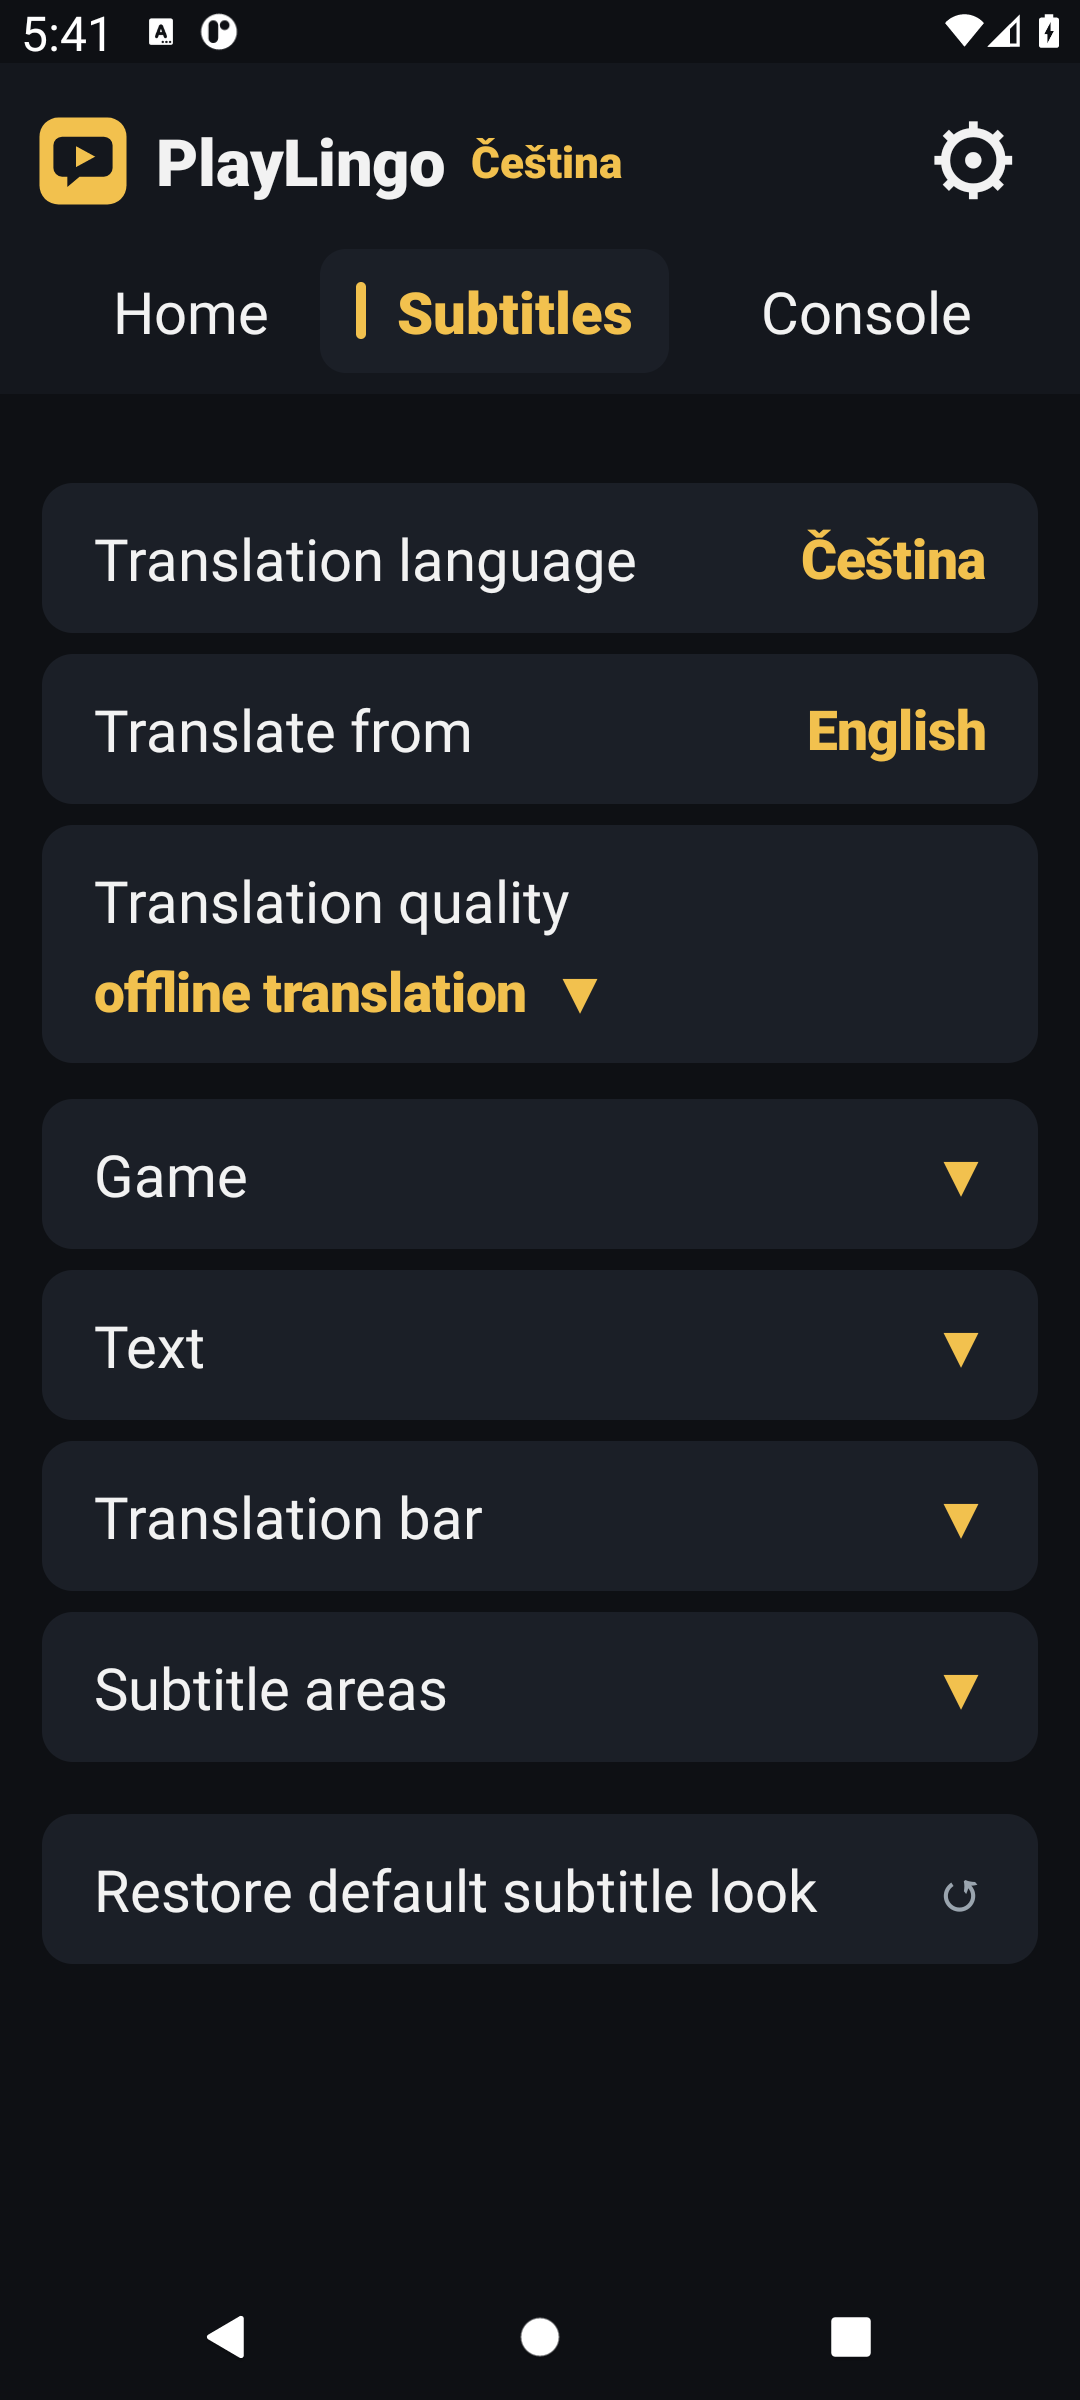 5:41
PlayLingo Čeština
Home Subtitles Console
Translation language Čeština
Translate from English
Translation quality
offline translation ▼
Game ▼
Text ▼
Translation bar ▼
Subtitle areas ▼
Restore default subtitle look ↺